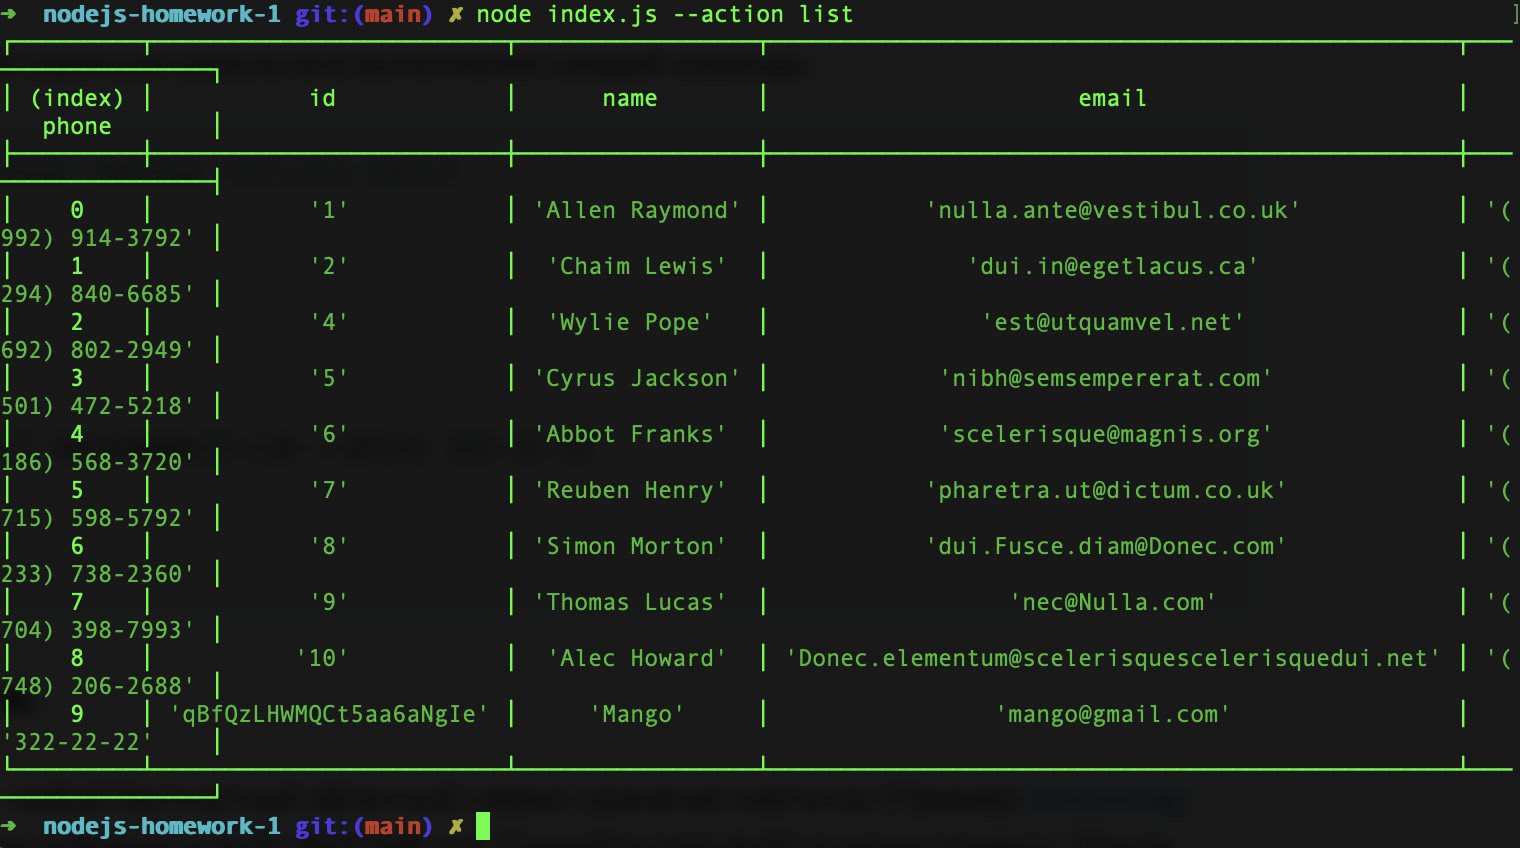 ➜  nodejs-homework-1 git:(main) ✗ node index.js --action list
(index) │ id │ name │ email │
phone │
│ 0 │ '1' │ 'Allen Raymond' │ 'nulla.ante@vestibul.co.uk' │ '(
992) 914-3792' │
│ 1 │ '2' │ 'Chaim Lewis' │ 'dui.in@egetlacus.ca' │ '(
294) 840-6685' │
│ 2 │ '4' │ 'Wylie Pope' │ 'est@utquamvel.net' │ '(
692) 802-2949' │
│ 3 │ '5' │ 'Cyrus Jackson' │ 'nibh@semsempererat.com' │ '(
501) 472-5218' │
│ 4 │ '6' │ 'Abbot Franks' │ 'scelerisque@magnis.org' │ '(
186) 568-3720' │
│ 5 │ '7' │ 'Reuben Henry' │ 'pharetra.ut@dictum.co.uk' │ '(
715) 598-5792' │
│ 6 │ '8' │ 'Simon Morton' │ 'dui.Fusce.diam@Donec.com' │ '(
233) 738-2360' │
│ 7 │ '9' │ 'Thomas Lucas' │ 'nec@Nulla.com' │ '(
704) 398-7993' │
│ 8 │ '10' │ 'Alec Howard' │ 'Donec.elementum@scelerisquescelerisquedui.net' │ '(
748) 206-2688' │
│ 9 │ 'qBfQzLHWMQCt5aa6aNgIe' │ 'Mango' │ 'mango@gmail.com' │
'322-22-22' │
➜  nodejs-homework-1 git:(main) ✗